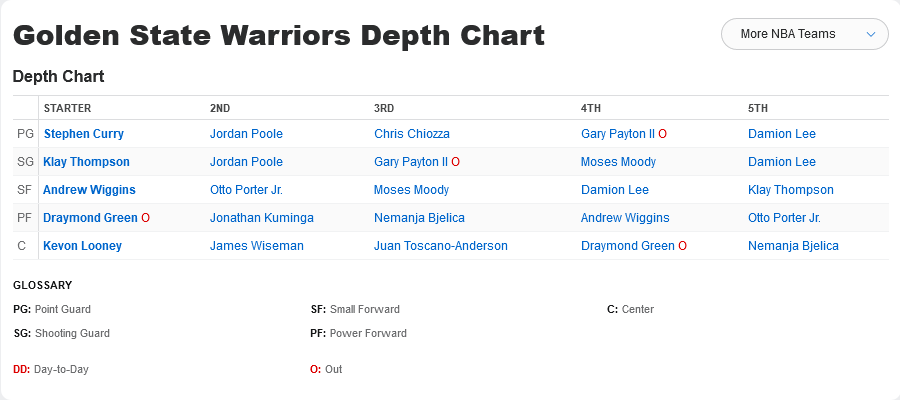 Golden State Warriors Depth Chart
More NBA Teams
Depth Chart
STARTER 2ND 3RD 4TH 5TH
PG Stephen Curry Jordan Poole Chris Chiozza Gary Payton II O Damion Lee
SG Klay Thompson Jordan Poole Gary Payton II O Moses Moody Damion Lee
SF Andrew Wiggins Otto Porter Jr. Moses Moody Damion Lee Klay Thompson
PF Draymond Green O Jonathan Kuminga Nemanja Bjelica Andrew Wiggins Otto Porter Jr.
C Kevon Looney James Wiseman Juan Toscano-Anderson Draymond Green O Nemanja Bjelica
GLOSSARY
PG: Point Guard SF: Small Forward C: Center
SG: Shooting Guard PF: Power Forward
DD: Day-to-Day O: Out